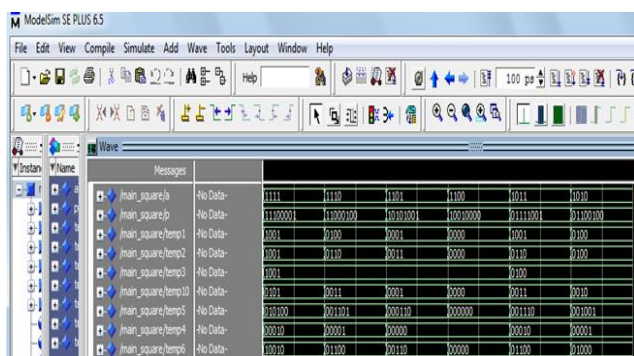 ModelSim SE PLUS 6.5
File Edit View Compile Simulate Add Wave Tools Layout Window Help
Help 100 ps
Wave
Instan Name Messages
/main_square/a -No Data- 1111 1110 1101 1100 1011 1010
/main_square/p -No Data- 11100001 11000100 10101001 10010000 01111001 01100100
/main_square/temp1 -No Data- 1001 0100 0001 0000 1001 0100
/main_square/temp2 -No Data- 1001 0110 0011 0000 0110 0100
/main_square/temp3 -No Data- 1001 0100
/main_square/temp10 -No Data- 0101 0011 0001 0000 0011 0010
/main_square/temp5 -No Data- 010100 001101 000110 000000 001110 001001
/main_square/temp4 -No Data- 00010 00001 00000 00010 00001
/main_square/temp6 -No Data- 10010 01100 00110 00000 01100 01000